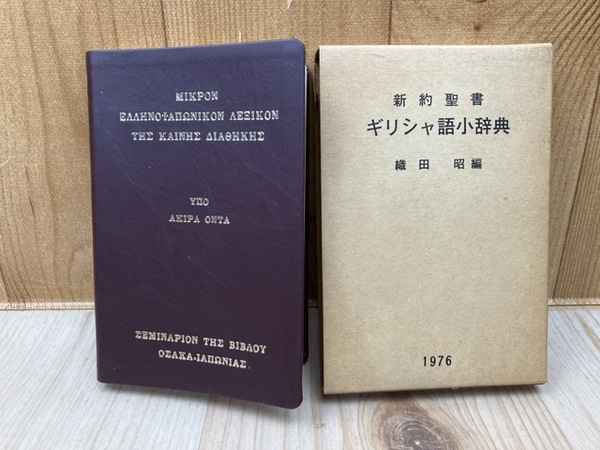 ΜΙΚΡΟΝ
ΕΛΛΗΝΟ-ΙΑΠΩΝΙΚΟΝ ΛΕΞΙΚΟΝ
ΤΗΣ ΚΑΙΝΗΣ ΔΙΑΘΗΚΗΣ
ΥΠΟ
ΑΚΙΡΑ ΟΝΤΑ
ΣΕΜΙΝΑΡΙΟΝ ΤΗΣ ΒΙΒΛΟΥ
ΟΣΑΚΑ-ΙΑΠΩΝΙΑΣ
新約聖書
ギリシャ語小辞典
織田 昭編
1976